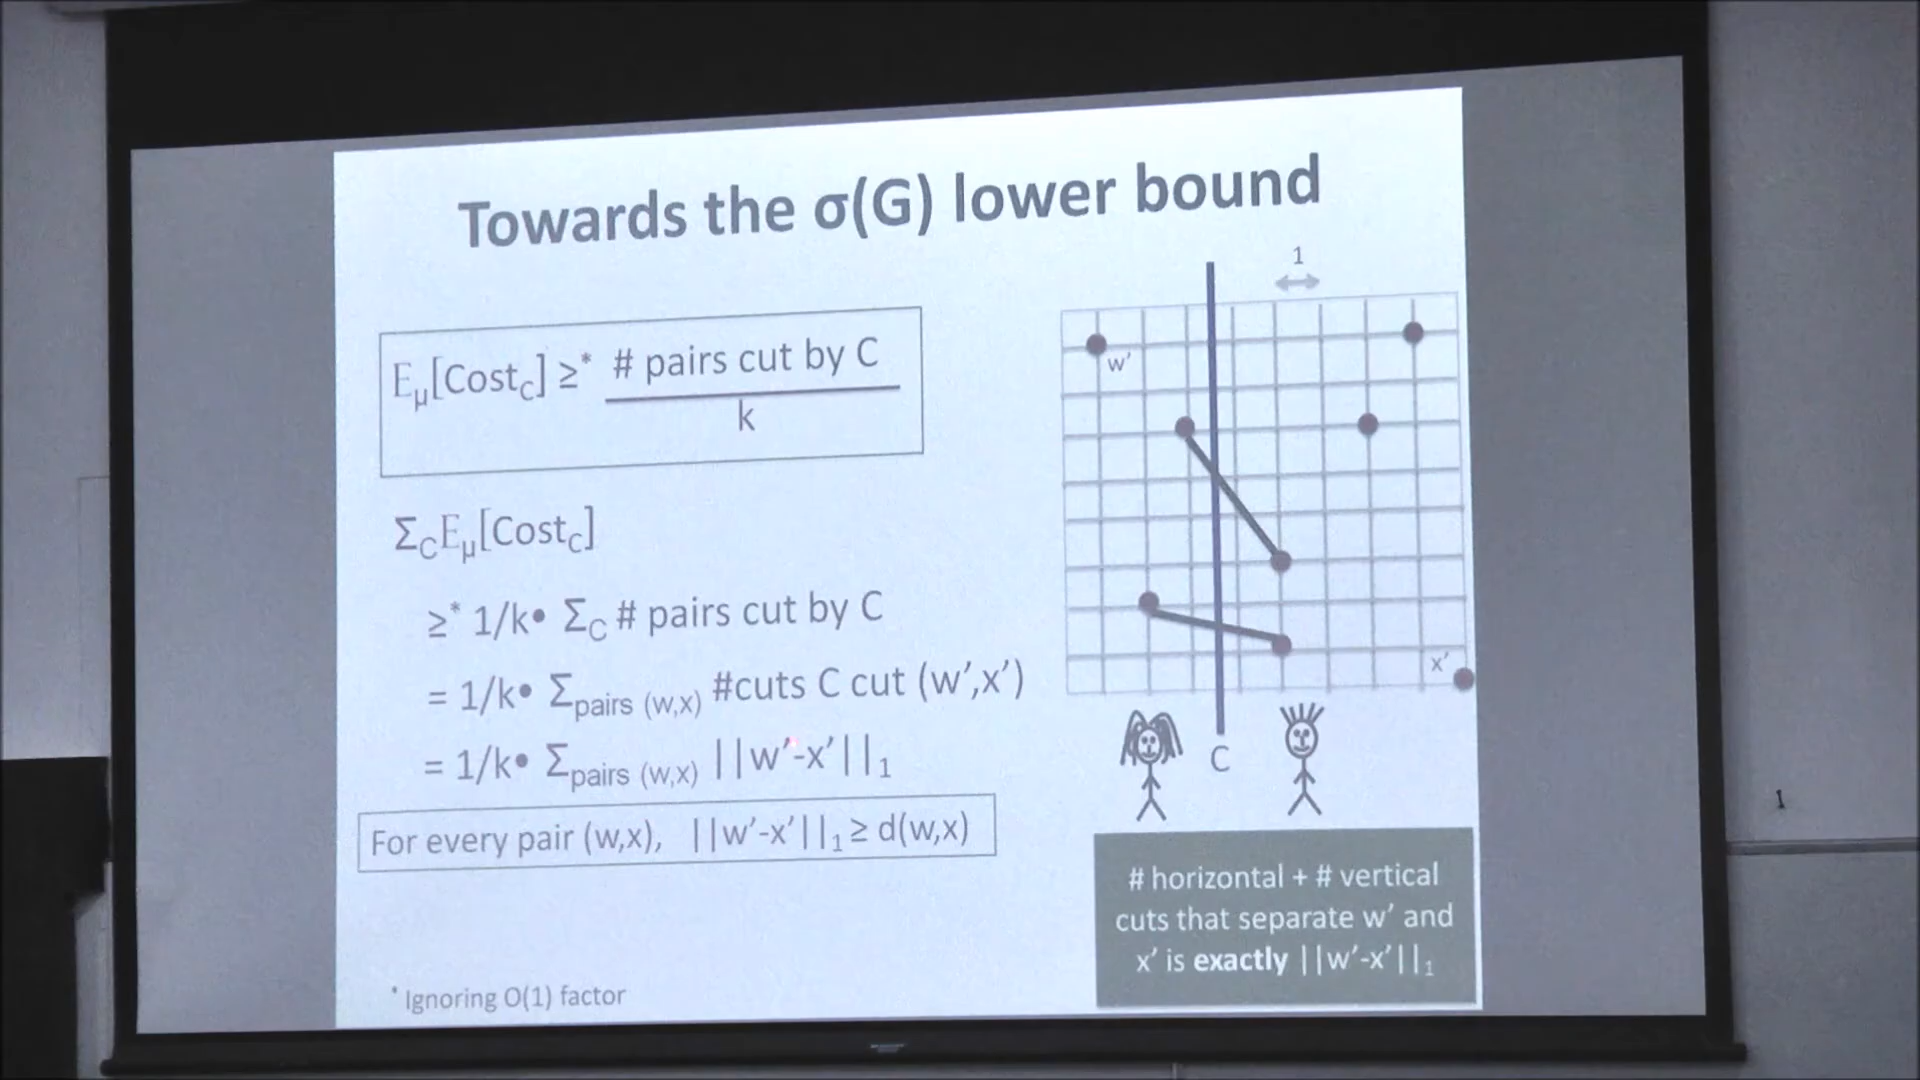 Towards the σ(G) lower bound
E_μ[Cost_C] ≥* # pairs cut by C
k
Σ_C E_μ[Cost_C]
≥* 1/k• Σ_C # pairs cut by C
= 1/k• Σ_pairs (w,x) #cuts C cut (w’,x’)
= 1/k• Σ_pairs (w,x) ||w’-x’||₁
For every pair (w,x), ||w’-x’||₁ ≥ d(w,x)
* Ignoring O(1) factor
1
w’
x’
C
# horizontal + # vertical
cuts that separate w’ and
x’ is exactly ||w’-x’||₁
1